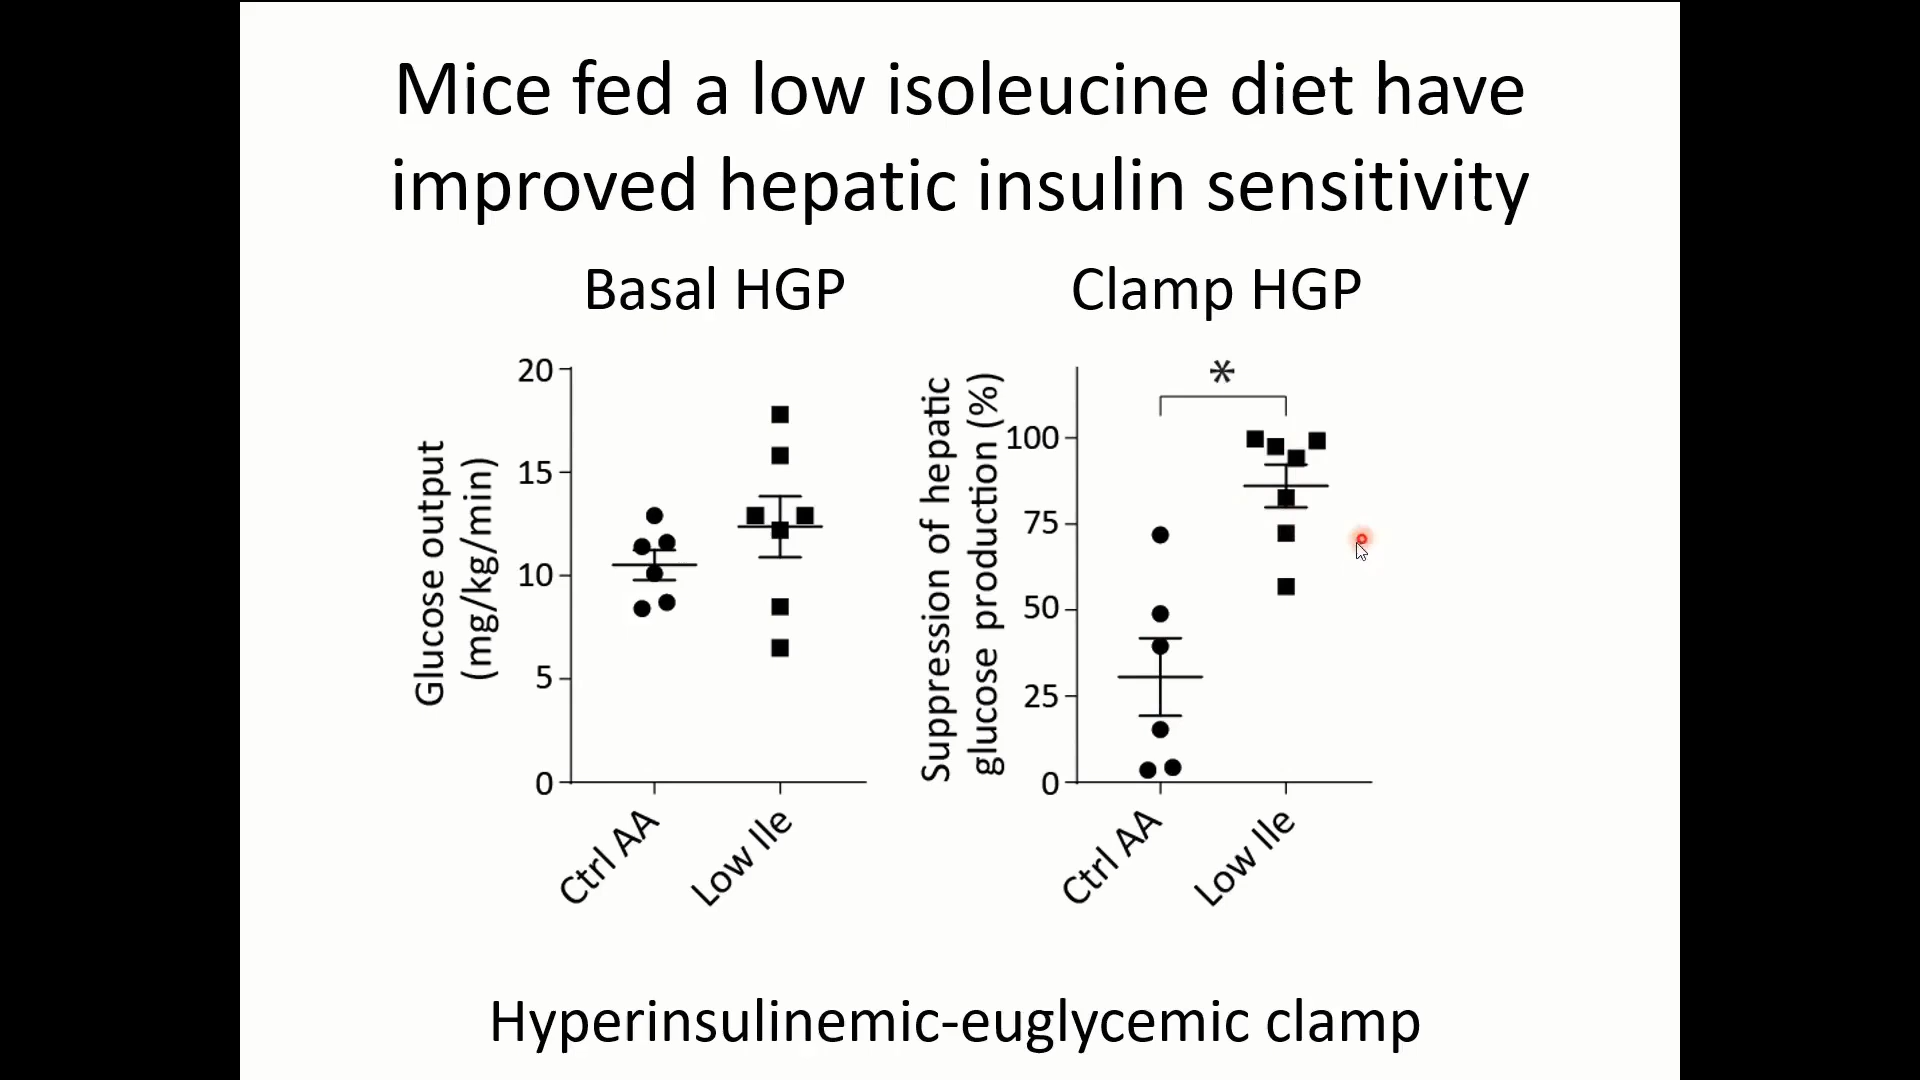 Mice fed a low isoleucine diet have
improved hepatic insulin sensitivity
Basal HGP
Clamp HGP
Glucose output
(mg/kg/min)
20
15
10
5
0
Ctrl AA
Low Ile
Suppression of hepatic
glucose production (%)
*
100
75
50
25
0
Ctrl AA
Low Ile
Hyperinsulinemic-euglycemic clamp